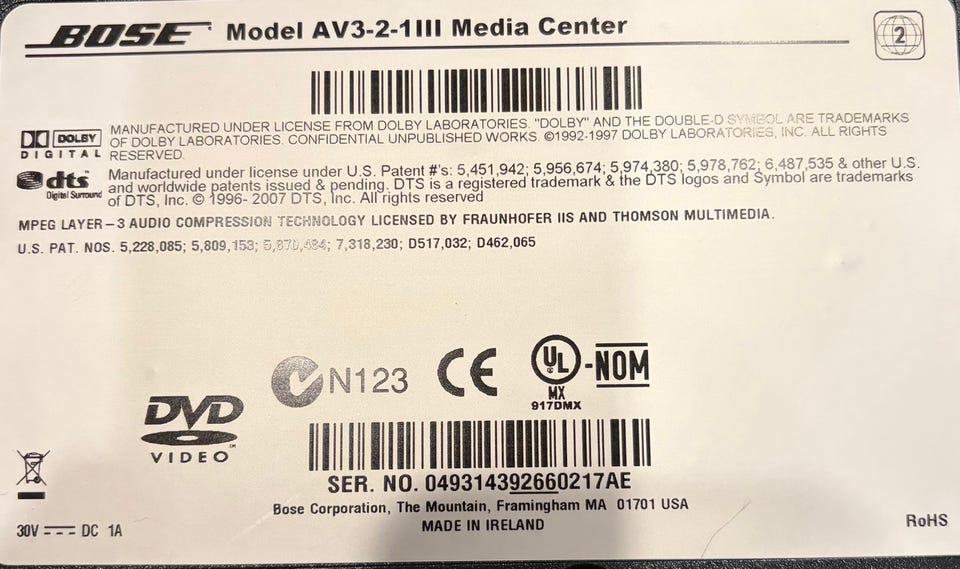 BOSE Model AV3-2-1III Media Center
2
DOLBY
DIGITAL
MANUFACTURED UNDER LICENSE FROM DOLBY LABORATORIES. "DOLBY" AND THE DOUBLE-D SYMBOL ARE TRADEMARKS
OF DOLBY LABORATORIES. CONFIDENTIAL UNPUBLISHED WORKS. ©1992-1997 DOLBY LABORATORIES, INC. ALL RIGHTS
RESERVED.
dts
Digital Surround
Manufactured under license under U.S. Patent #'s: 5,451,942; 5,956,674; 5,974,380; 5,978,762; 6,487,535 & other U.S.
and worldwide patents issued & pending. DTS is a registered trademark & the DTS logos and Symbol are trademarks
of DTS, Inc. © 1996- 2007 DTS, Inc. All rights reserved
MPEG LAYER–3 AUDIO COMPRESSION TECHNOLOGY LICENSED BY FRAUNHOFER IIS AND THOMSON MULTIMEDIA.
U.S. PAT. NOS. 5,228,085; 5,809,153; 5,870,484; 7,318,230; D517,032; D462,065
N123
CE
UL
-NOM
MX
917DMX
DVD
VIDEO™
SER. NO. 049314392660217AE
Bose Corporation, The Mountain, Framingham MA 01701 USA
MADE IN IRELAND
30V DC 1A
RoHS